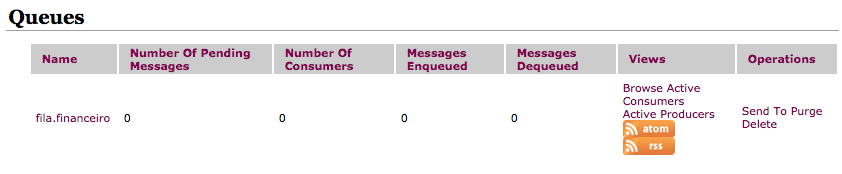 Queues
Name Number Of Pending Messages Number Of Consumers Messages Enqueued Messages Dequeued Views Operations
fila.financeiro 0 0 0 0
Browse Active
Consumers
Active Producers
atom
rss
Send To Purge
Delete